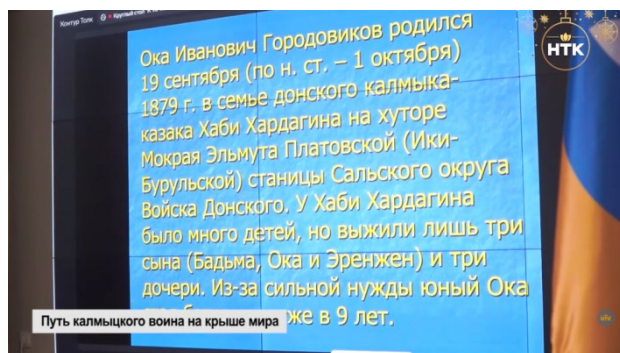 Контур Толк
Круглый стол
НТК
Ока Иванович Городовиков родился
19 сентября (по н. ст. – 1 октября)
1879 г. в семье донского калмыка-
казака Хаби Хардагина на хуторе
Мокрая Эльмута Платовской (Ики-
Бурульской) станицы Сальского округа
Войска Донского. У Хаби Хардагина
было много детей, но выжили лишь три
сына (Бадьма, Ока и Эренжен) и три
дочери. Из-за сильной нужды юный Ока
же в 9 лет.
Путь калмыцкого воина на крыше мира
НТК